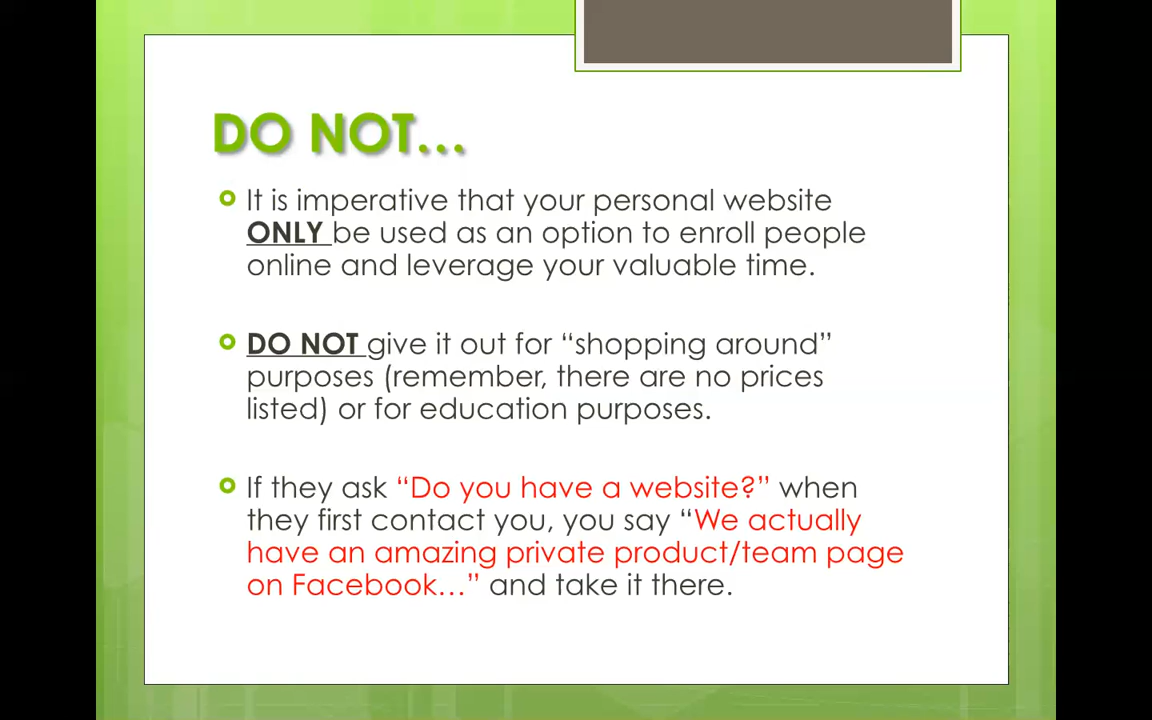 DO NOT...
It is imperative that your personal website
ONLY be used as an option to enroll people
online and leverage your valuable time.
DO NOT give it out for “shopping around”
purposes (remember, there are no prices
listed) or for education purposes.
If they ask “Do you have a website?” when
they first contact you, you say “We actually
have an amazing private product/team page
on Facebook…” and take it there.